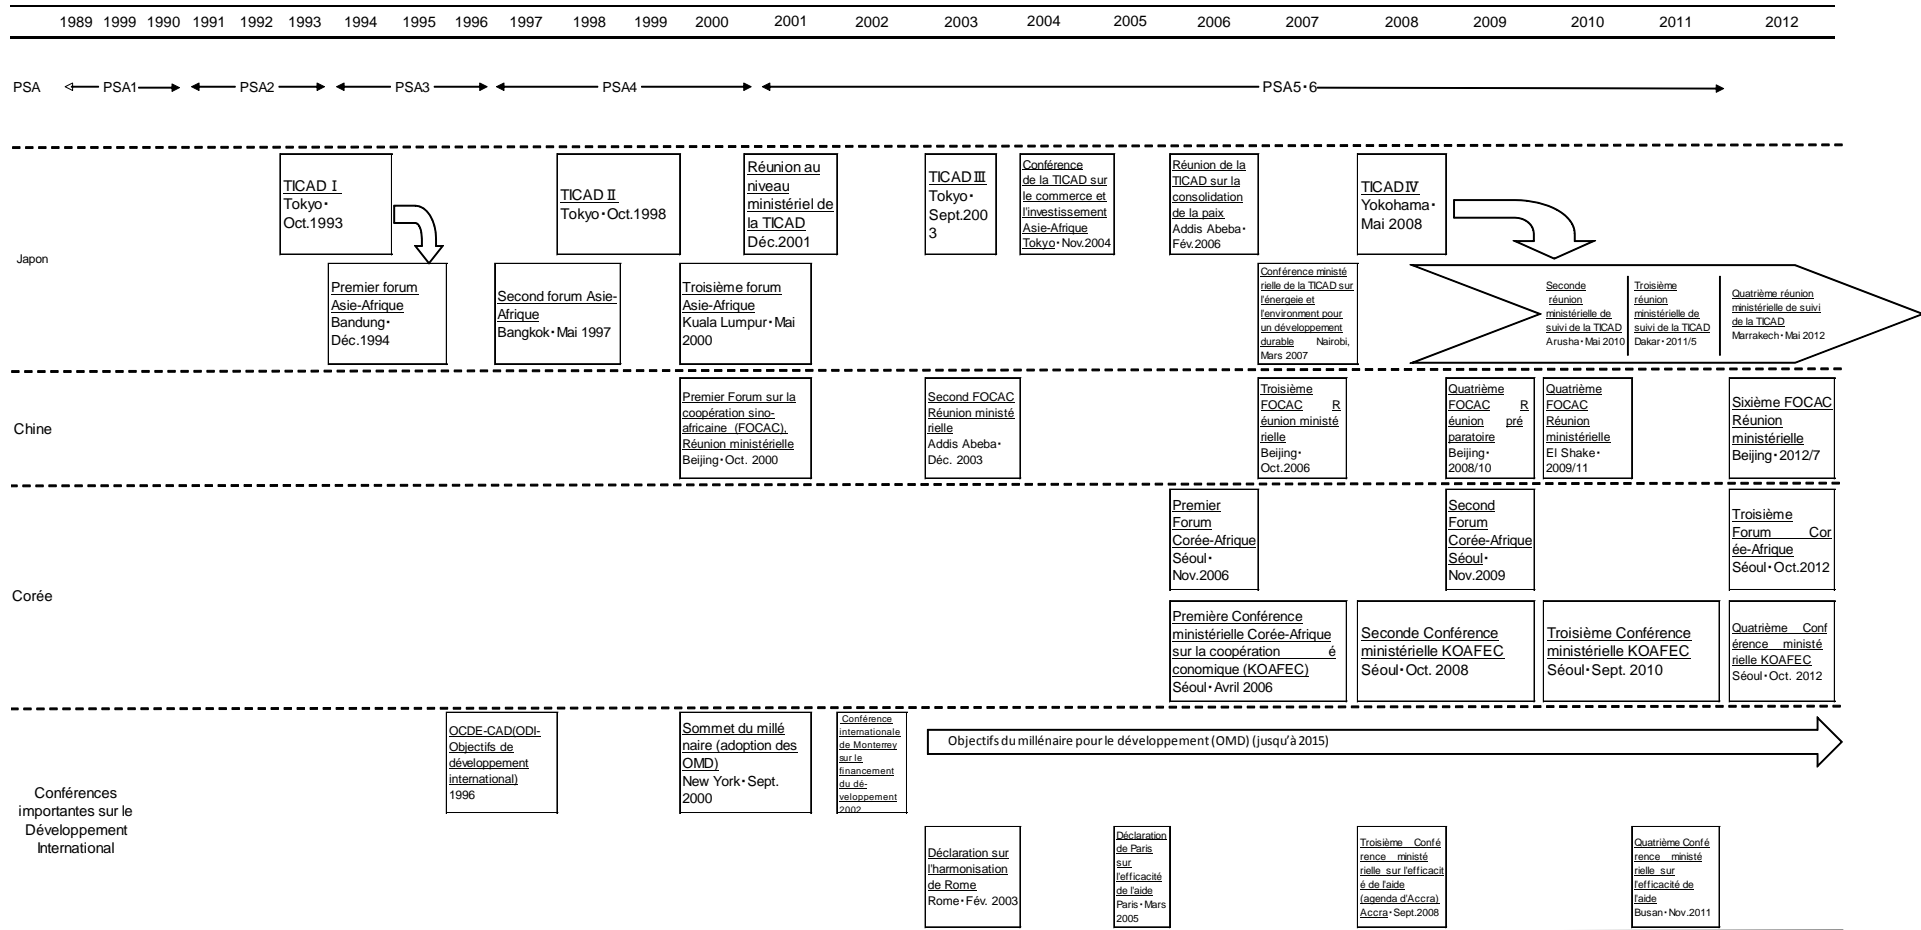 1989 1999 1990 1991 1992 1993 1994 1995 1996 1997 1998 1999 2000 2001 2002 2003 2004 2005 2006 2007 2008 2009 2010 2011 2012
PSA PSA1 PSA2 PSA3 PSA4 PSA5・6
Japon
TICAD I
Tokyo・
Oct.1993
TICAD II
Tokyo・Oct.1998
Réunion au
niveau
ministériel de
la TICAD
Déc.2001
TICAD III
Tokyo・
Sept.200
3
Conférence
de la TICAD sur
le commerce et
l'investissement
Asie-Afrique
Tokyo・Nov.2004
Réunion de la
TICAD sur la
consolidation
de la paix
Addis Abeba・
Fév.2006
TICADIV
Yokohama・
Mai 2008
Premier forum
Asie-Afrique
Bandung・
Déc.1994
Second forum Asie-
Afrique
Bangkok・Mai 1997
Troisième forum
Asie-Afrique
Kuala Lumpur・Mai
2000
Conférence ministé
rielle de la TICAD sur
l'énergeie et
l'environment pour
un développement
durable Nairobi,
Mars 2007
Seconde
réunion
ministérielle de
suivi de la TICAD
Arusha・Mai 2010
Troisième
réunion
ministérielle de
suivi de la TICAD
Dakar・2011/5
Quatrième réunion
ministérielle de suivi
de la TICAD
Marrakech・Mai 2012
Chine
Premier Forum sur la
coopération sino-
africaine (FOCAC),
Réunion ministérielle
Beijing・Oct. 2000
Second FOCAC
Réunion ministé
rielle
Addis Abeba・
Déc. 2003
Troisième
FOCAC R
éunion ministé
rielle
Beijing・
Oct.2006
Quatrième
FOCAC R
éunion pré
paratoire
Beijing・
2008/10
Quatrième
FOCAC
Réunion
ministérielle
El Shake・
2009/11
Sixième FOCAC
Réunion
ministérielle
Beijing・2012/7
Corée
Premier
Forum
Corée-Afrique
Séoul・
Nov.2006
Second
Forum
Corée-Afrique
Séoul・
Nov.2009
Troisième
Forum Cor
ée-Afrique
Séoul・Oct.2012
Première Conférence
ministérielle Corée-Afrique
sur la coopération é
conomique (KOAFEC)
Séoul・Avril 2006
Seconde Conférence
ministérielle KOAFEC
Séoul・Oct. 2008
Troisième Conférence
ministérielle KOAFEC
Séoul・Sept. 2010
Quatrième Conf
érence ministé
rielle KOAFEC
Séoul・Oct. 2012
Conférences
importantes sur le
Développement
International
OCDE-CAD(ODI-
Objectifs de
développement
international)
1996
Sommet du millé
naire (adoption des
OMD)
New York・Sept.
2000
Conférence
internationale
de Monterrey
sur le
financement
du dé-
veloppement
2002
Objectifs du millénaire pour le développement (OMD) (jusqu'à 2015)
Déclaration sur
l'harmonisation
de Rome
Rome・Fév. 2003
Déclaration
de Paris
sur
l'efficacité
de l'aide
Paris・Mars
2005
Troisième Confé
rence ministé
rielle sur l'efficacit
é de l'aide
(agenda d'Accra)
Accra・Sept.2008
Quatrième Confé
rence ministé
rielle sur
l'efficacité de
l'aide
Busan・Nov.2011